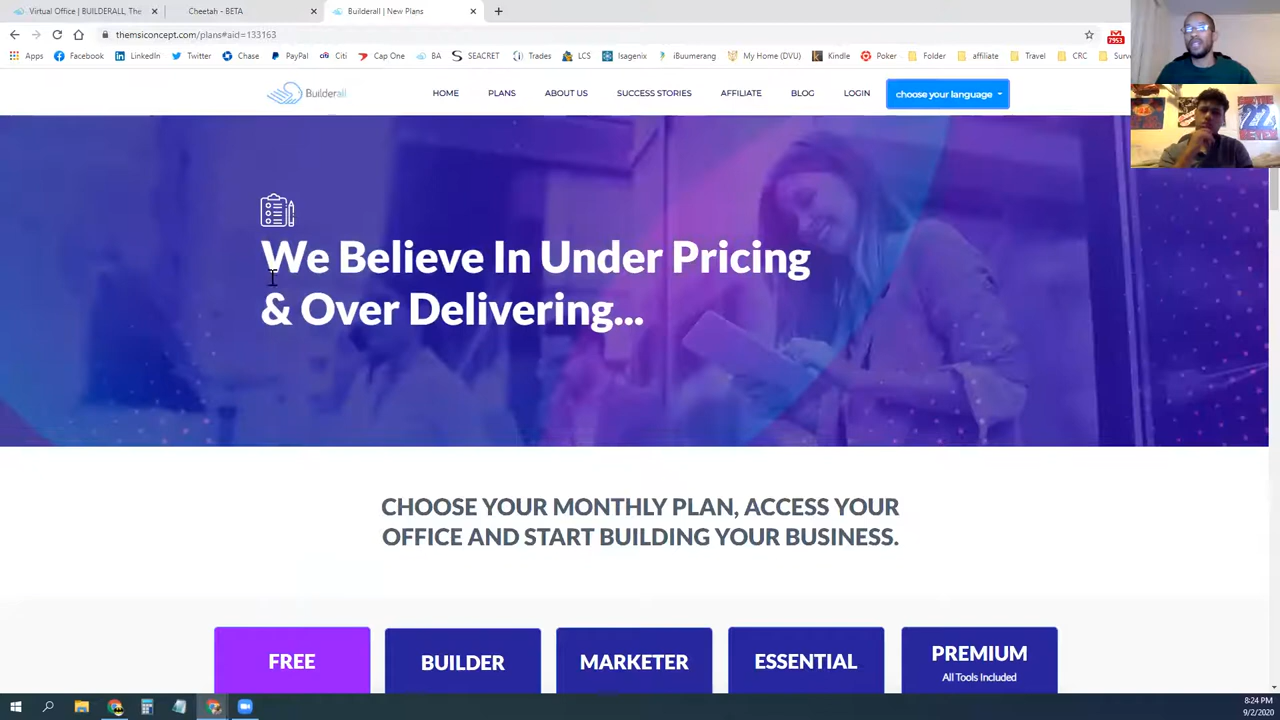 Virtual Office | BUILDERALL, The
Cheetah - BETA
Builderall | New Plans
themsiconcept.com/plans#aid=133163
7953
Apps Facebook LinkedIn Twitter Chase PayPal Citi Cap One BA SEACRET Trades LCS Isagenix iBuumerang My Home (DVU) Kindle Poker Folder affiliate Travel CRC Surve
Builderall HOME PLANS ABOUT US SUCCESS STORIES AFFILIATE BLOG LOGIN choose your language
22
We Believe In Under Pricing
& Over Delivering...
CHOOSE YOUR MONTHLY PLAN, ACCESS YOUR
OFFICE AND START BUILDING YOUR BUSINESS.
FREE
BUILDER
MARKETER
ESSENTIAL
PREMIUM
All Tools Included
8:24 PM
9/2/2020